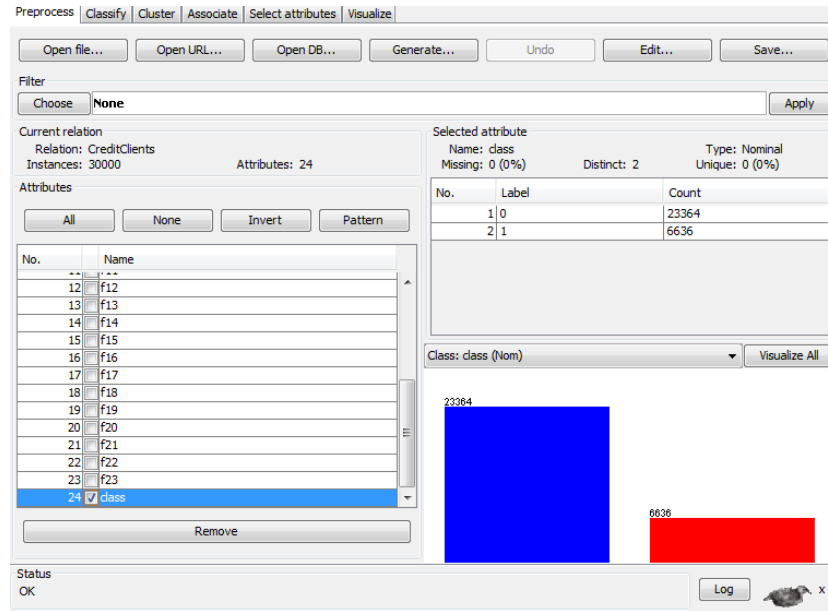 Preprocess Classify Cluster Associate Select attributes Visualize
Open file... Open URL... Open DB... Generate... Undo Edit... Save...
Filter
Choose None Apply
Current relation
Relation: CreditClients
Instances: 30000 Attributes: 24
Attributes
All None Invert Pattern
No. Name
12 f12
13 f13
14 f14
15 f15
16 f16
17 f17
18 f18
19 f19
20 f20
21 f21
22 f22
23 f23
24 class
Remove
Selected attribute
Name: class Type: Nominal
Missing: 0 (0%) Distinct: 2 Unique: 0 (0%)
No. Label Count
1 0 23364
2 1 6636
Class: class (Nom) Visualize All
23364
6636
Status
OK
Log x